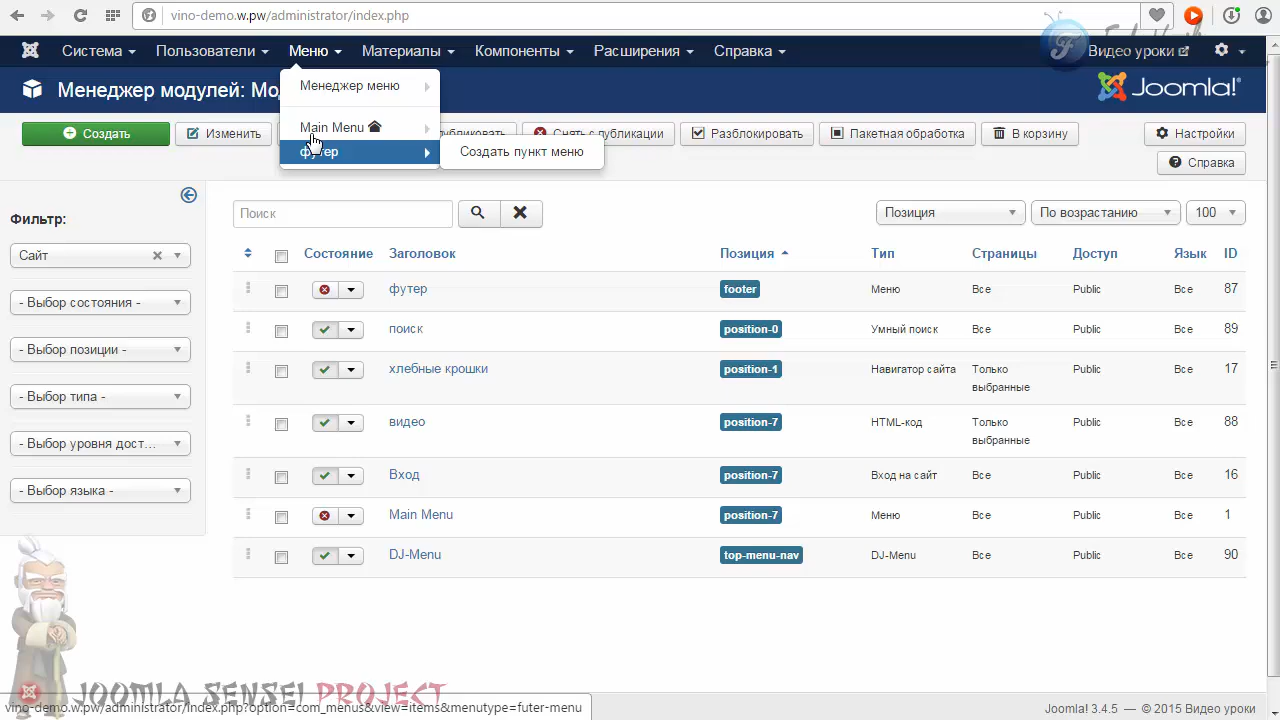 vino-demo.w.pw/administrator/index.php
Система Пользователи Меню Материалы Компоненты Расширения Справка Видео уроки
Менеджер модулей: Мо
Joomla!
Менеджер меню
Main Menu
футер
Создать пункт меню
Создать Изменить Снять с публикации Разблокировать Пакетная обработка В корзину Настройки
Справка
Фильтр:
Сайт
- Выбор состояния -
- Выбор позиции -
- Выбор типа -
- Выбор уровня дост...
- Выбор языка -
Поиск Позиция По возрастанию 100
Состояние Заголовок Позиция Тип Страницы Доступ Язык ID
футер footer Меню Все Public Все 87
поиск position-0 Умный поиск Все Public Все 89
хлебные крошки position-1 Навигатор сайта Только выбранные Public Все 17
видео position-7 HTML-код Только выбранные Public Все 88
Вход position-7 Вход на сайт Все Public Все 16
Main Menu position-7 Меню Все Public Все 1
DJ-Menu top-menu-nav DJ-Menu Все Public Все 90
JOOMLA SENSEI PROJECT
vino-demo.w.pw/administrator/index.php?option=com_menus&view=items&menutype=futer-menu
Joomla! 3.4.5 — © 2015 Видео уроки